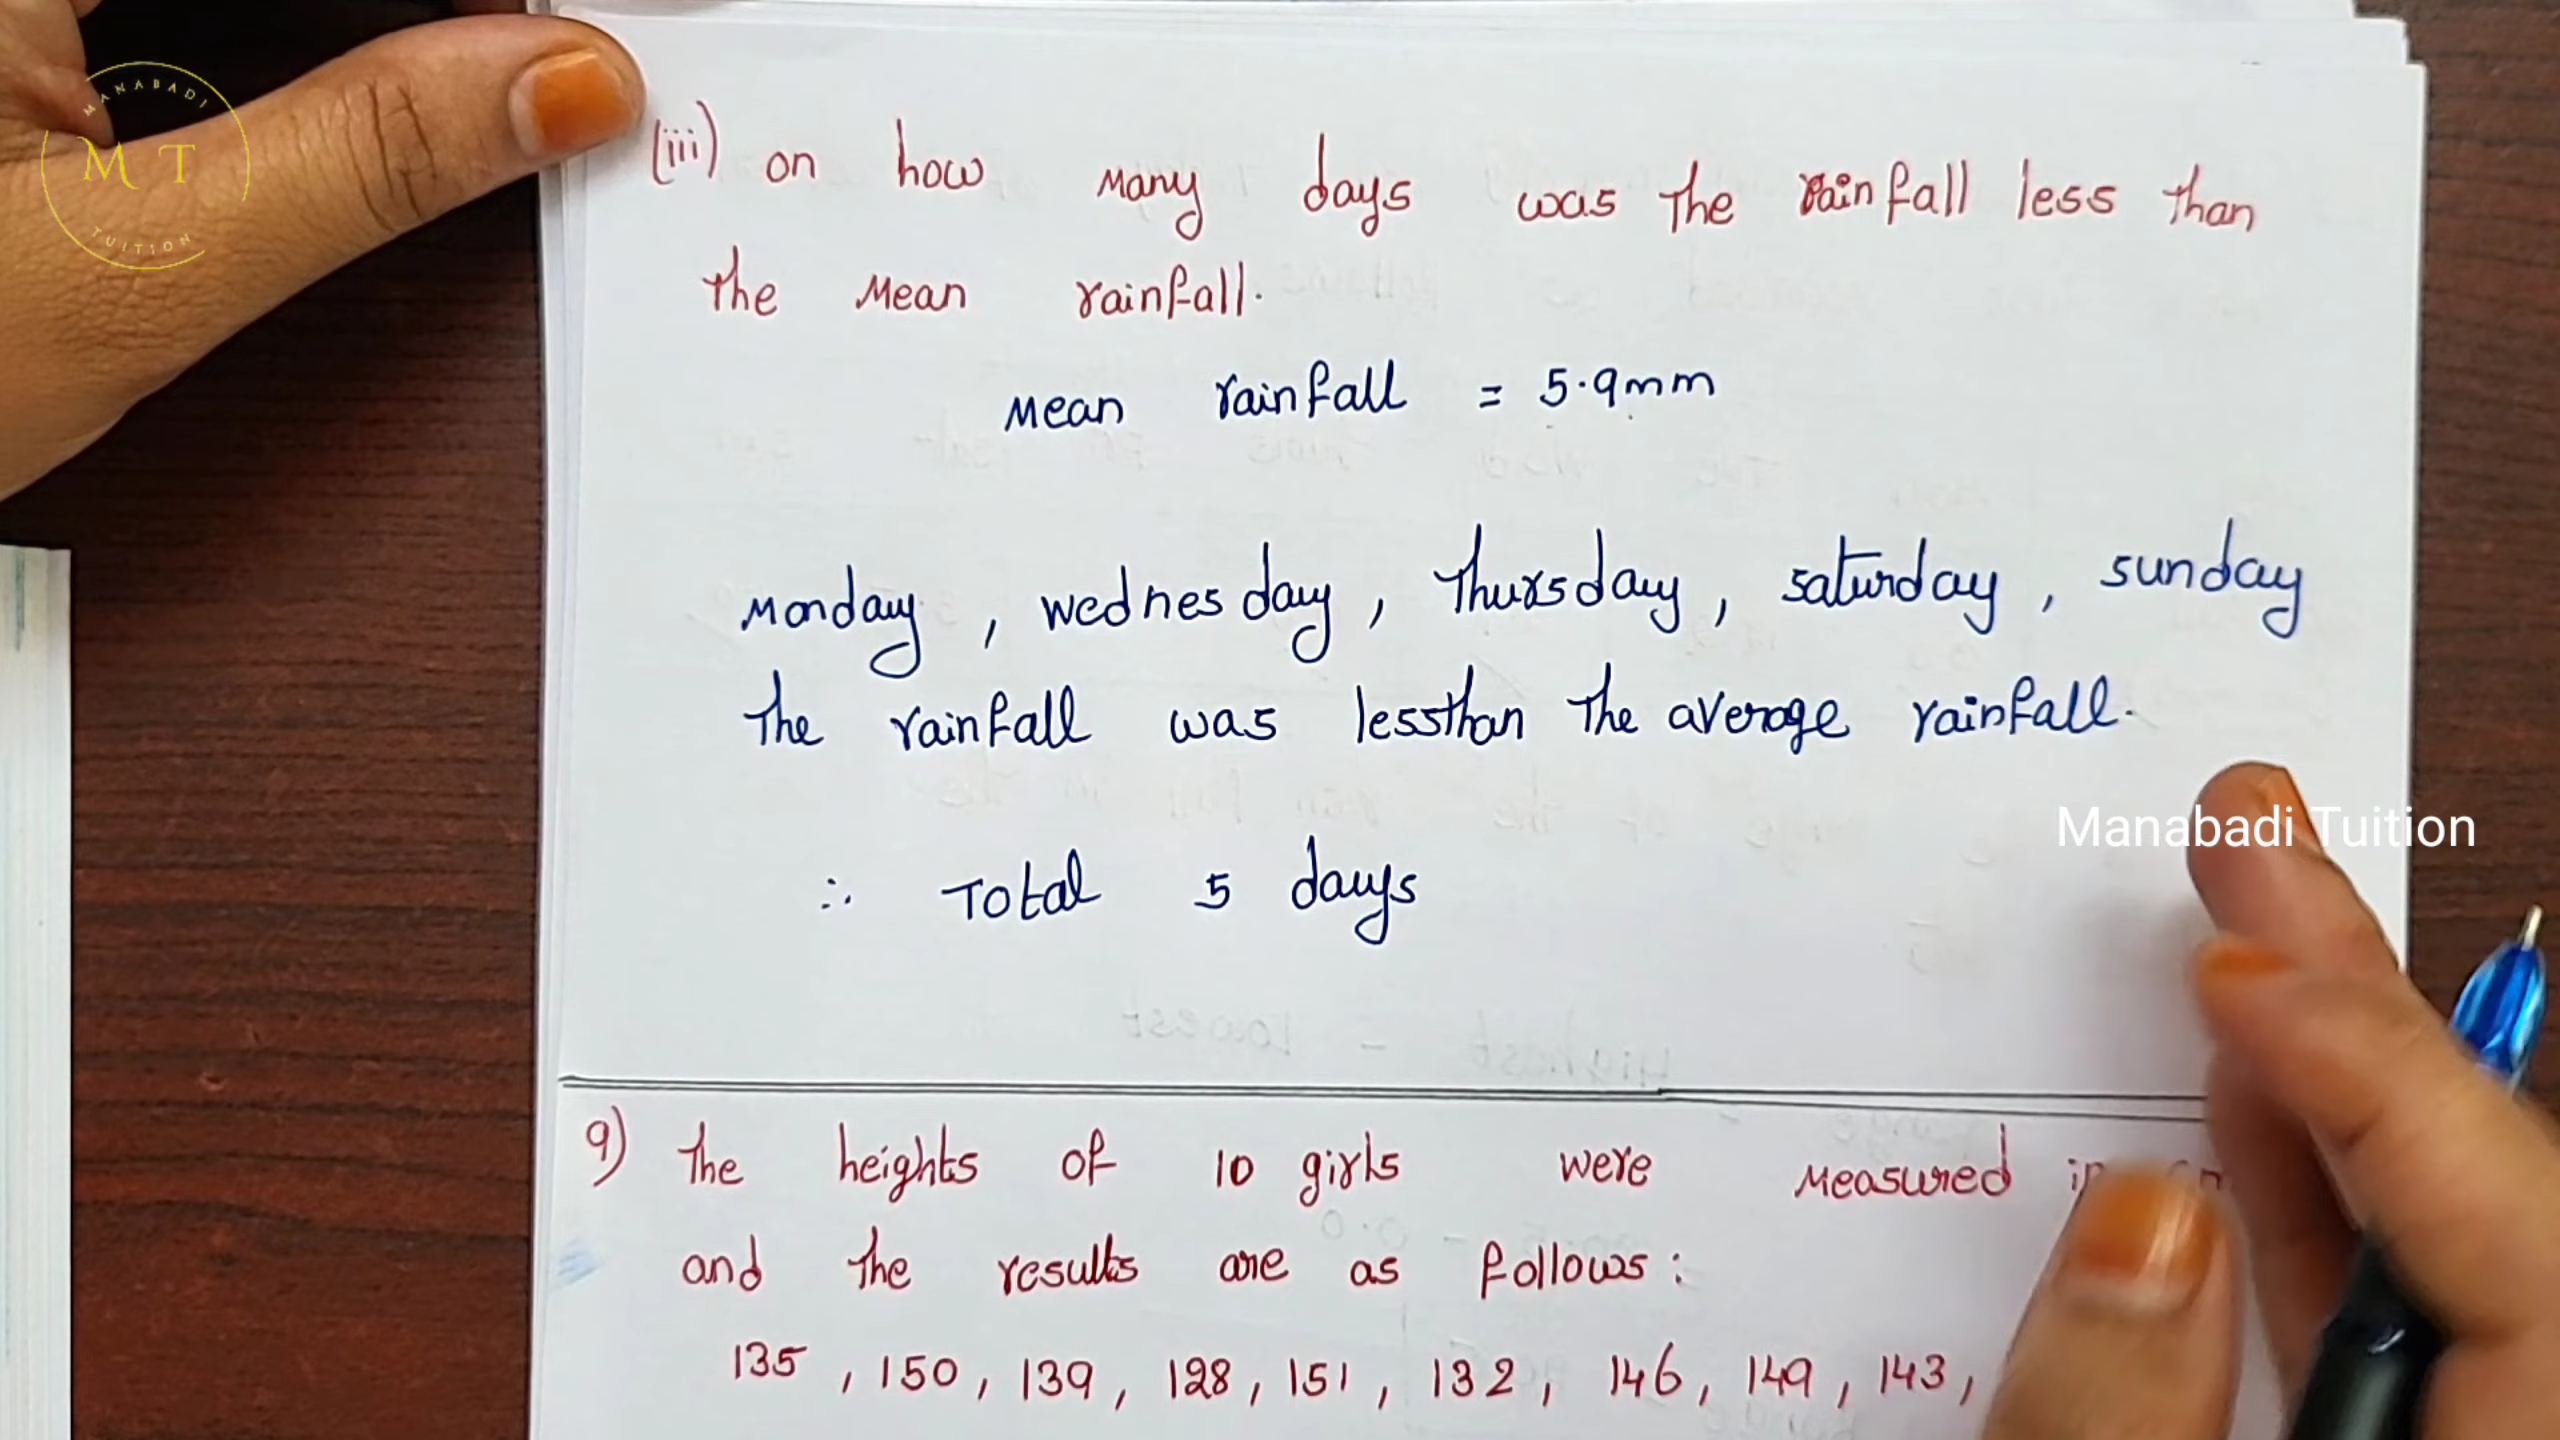 MANABADI
MT
TUITION
(iii) on how many days was the rainfall less than
the Mean rainfall.
Mean rainfall = 5.9mm
Monday , wednesday , Thursday , saturday , sunday
the rainfall was lessthan the average rainfall.
Manabadi Tuition
∴ Total 5 days
9) The heights of 10 girls were measured in
and the results are as follows :
135 , 150 , 139 , 128 , 151 , 132 , 146 , 149 , 143 ,